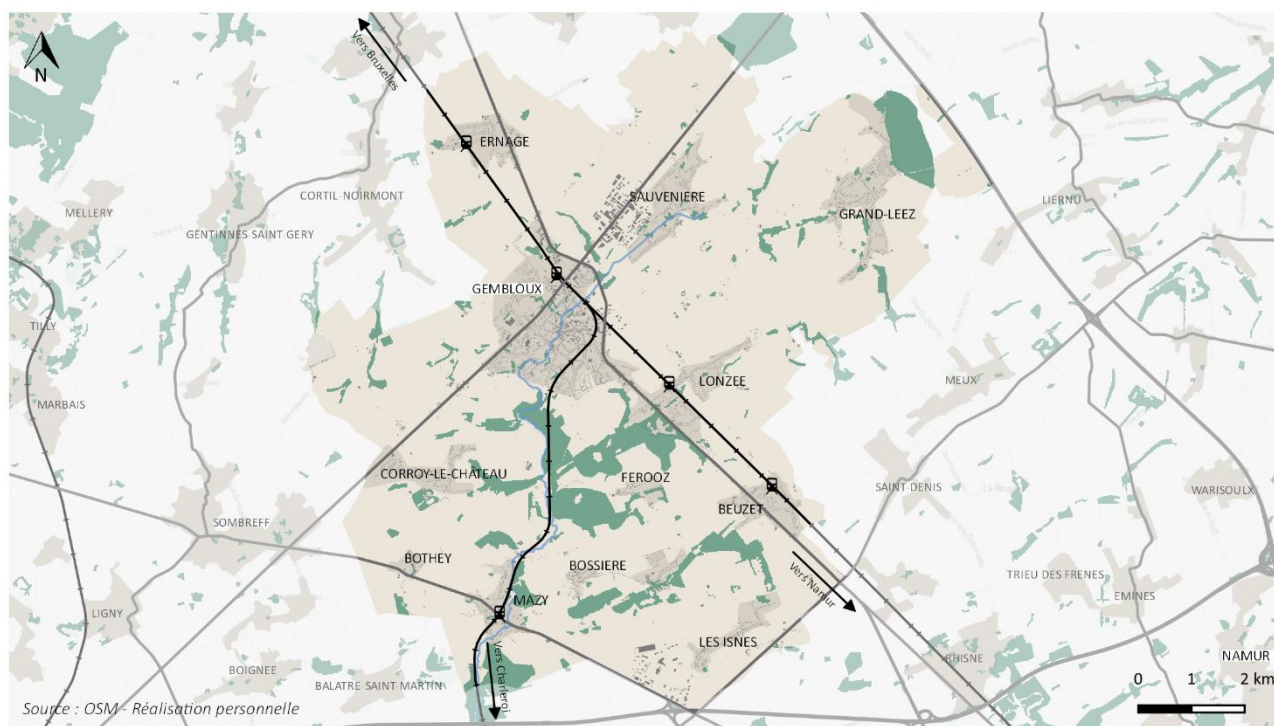 Vers Bruxelles
N
ERNAGE
CORTIL-NOIRMONT
SAUVENIERE
MELLERY
GENTINNES SAINT GERY
GRAND-LEEZ
LIERNU
GEMBLOUX
TILLY
LONZEE
MEUX
MARBAIS
CORROY-LE-CHATEAU
FEROOZ
SAINT-DENIS
WARISOULX
BEUZET
SOMBREFF
BOTHEY
BOSSIERE
Vers Namur
TRIEU DES FRENES
MAZY
EMINES
LIGNY
LES ISNES
Vers Charleroi
RHISNE
NAMUR
BOIGNEE
BALATRE SAINT MARTIN
0 1 2 km
Source : OSM - Réalisation personnelle